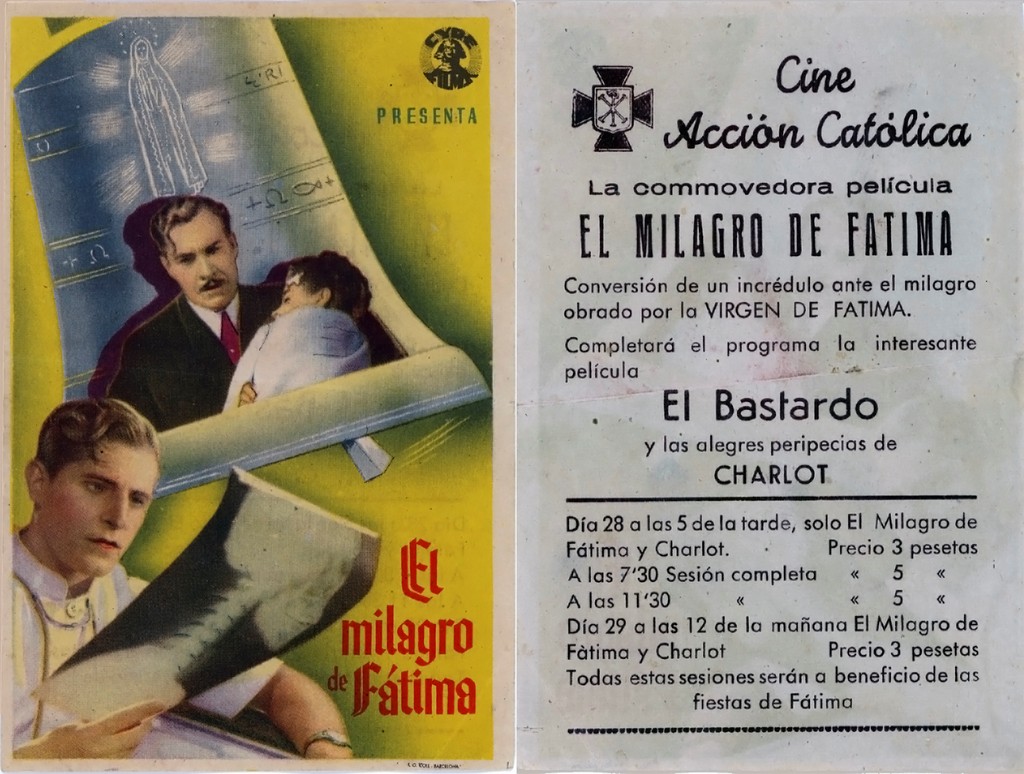 CYRE
FILMS
PRESENTA
El
milagro
de Fátima
Cine
Acción Católica
La commovedora película
EL MILAGRO DE FATIMA
Conversión de un incrédulo ante el milagro
obrado por la VIRGEN DE FATIMA.
Completará el programa la interesante
película
El Bastardo
y las alegres peripecias de
CHARLOT
Día 28 a las 5 de la tarde, solo El Milagro de
Fátima y Charlot. Precio 3 pesetas
A las 7'30 Sesión completa « 5 «
A las 11'30 « « 5 «
Día 29 a las 12 de la mañana El Milagro de
Fàtima y Charlot Precio 3 pesetas
Todas estas sesiones serán a beneficio de las
fiestas de Fátima